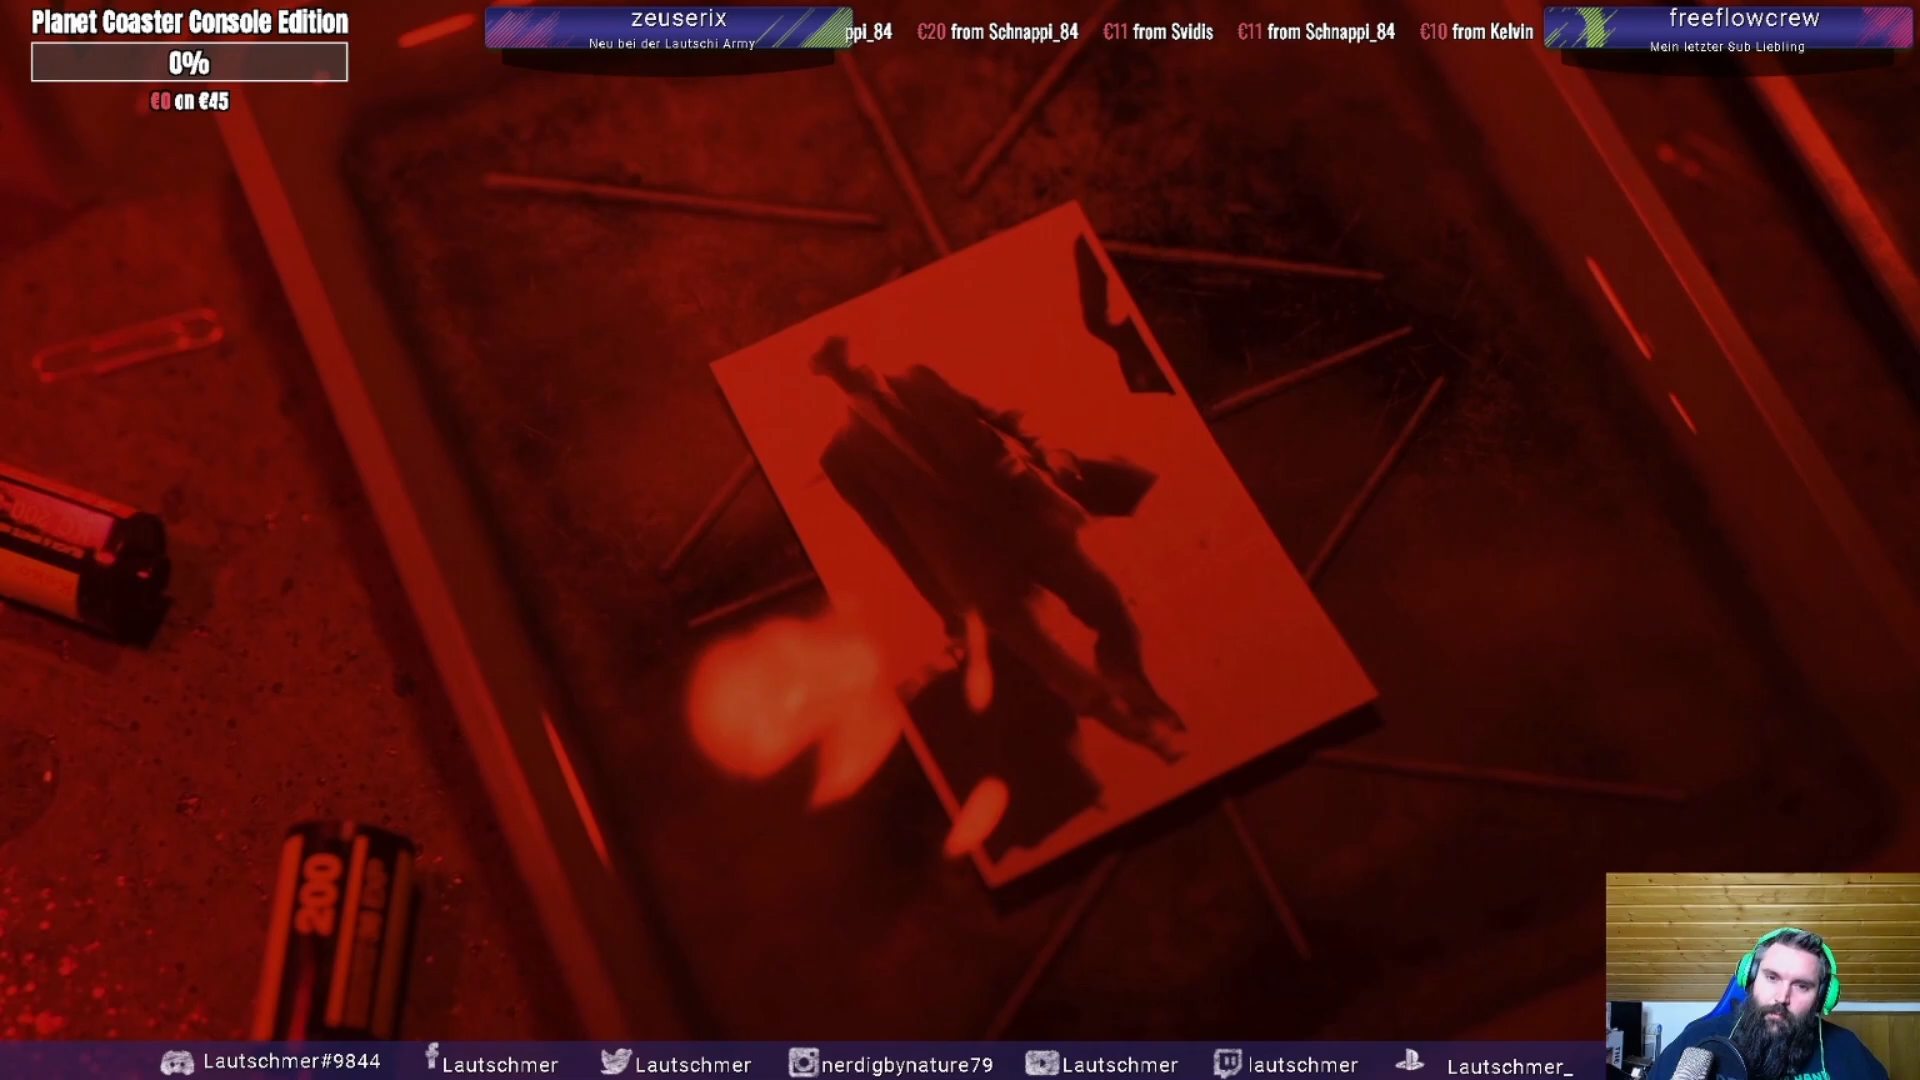 Planet Coaster Console Edition
0%
€0 on €45
zeuserix
Neu bei der Lautschi Army
ppi_84 €20 from Schnappi_84 €11 from Svidis €11 from Schnappi_84 €10 from Kelvin
freeflowcrew
Mein letzter Sub Liebling
200
Lautschmer#9844 Lautschmer Lautschmer nerdigbynature79 Lautschmer lautschmer Lautschmer_